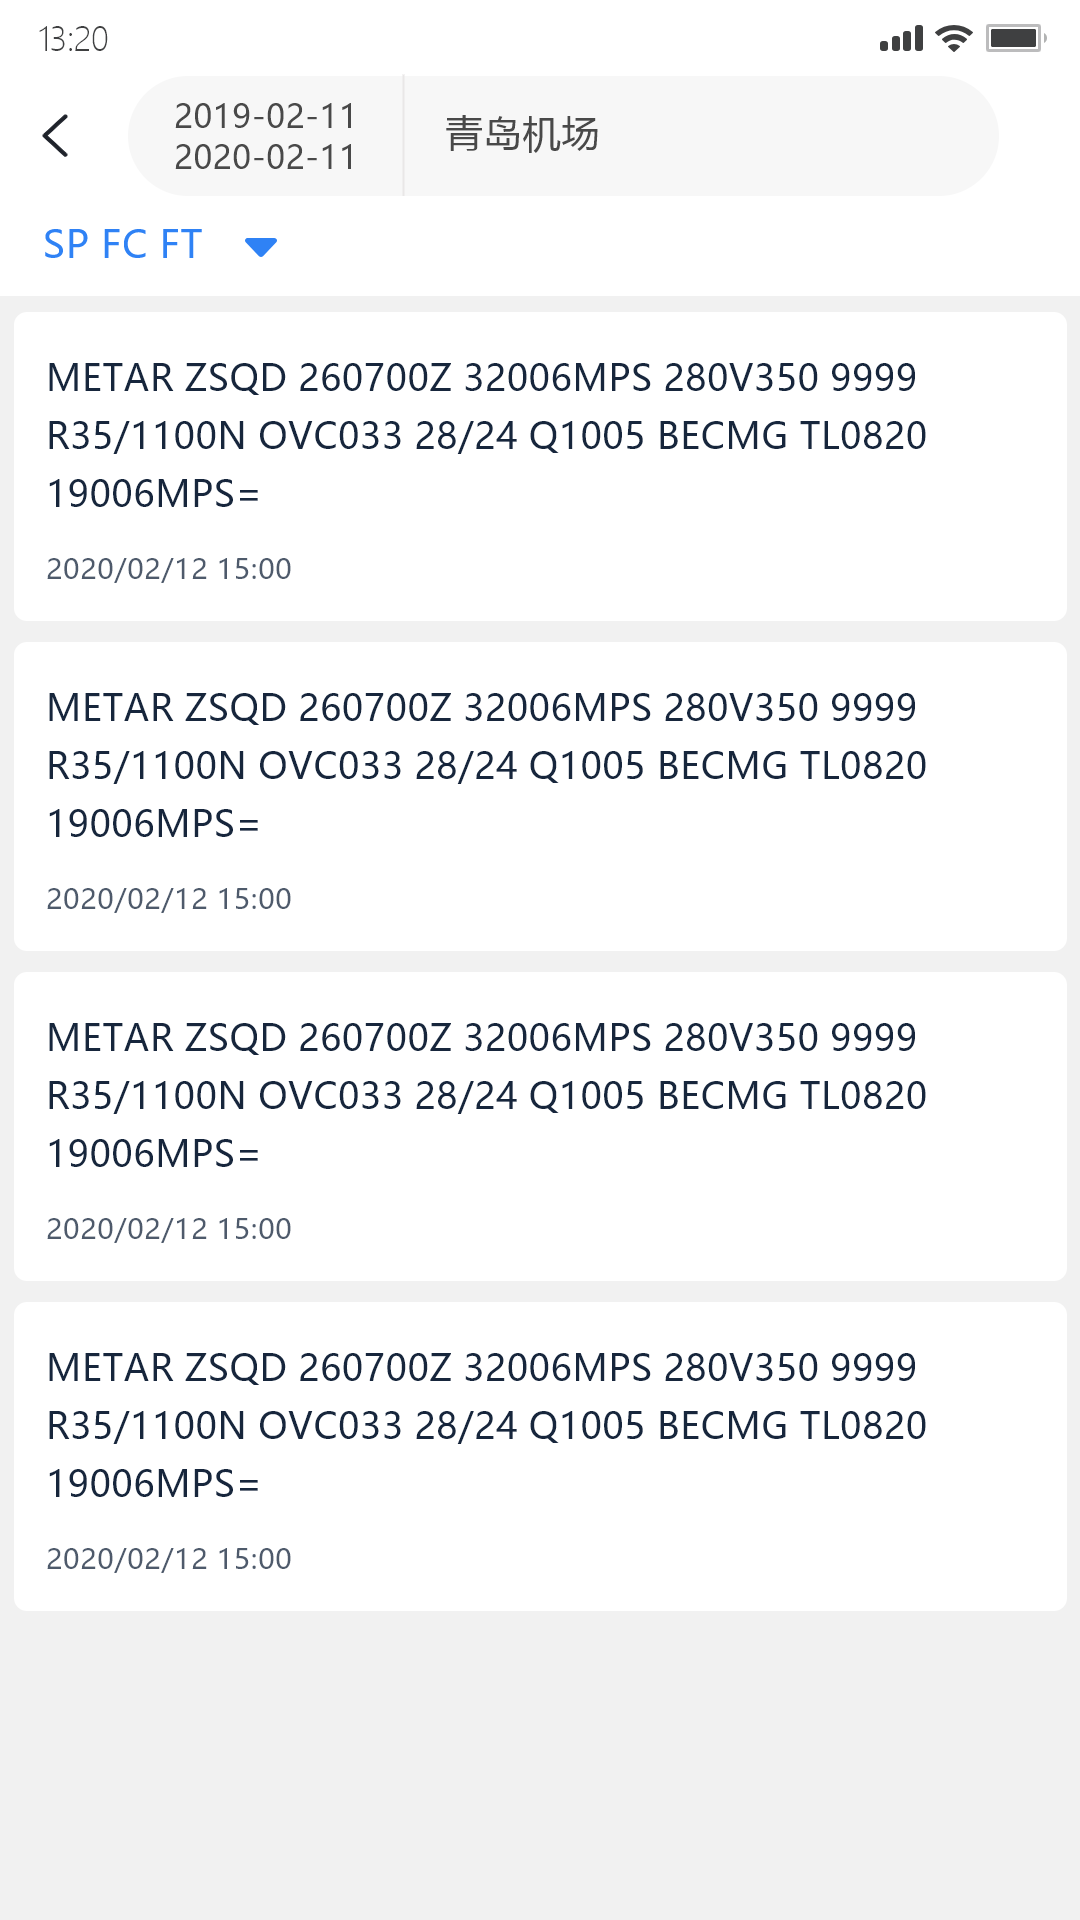 13:20
2019-02-11
2020-02-11
青岛机场
SP FC FT
METAR ZSQD 260700Z 32006MPS 280V350 9999
R35/1100N OVC033 28/24 Q1005 BECMG TL0820
19006MPS=
2020/02/12 15:00
METAR ZSQD 260700Z 32006MPS 280V350 9999
R35/1100N OVC033 28/24 Q1005 BECMG TL0820
19006MPS=
2020/02/12 15:00
METAR ZSQD 260700Z 32006MPS 280V350 9999
R35/1100N OVC033 28/24 Q1005 BECMG TL0820
19006MPS=
2020/02/12 15:00
METAR ZSQD 260700Z 32006MPS 280V350 9999
R35/1100N OVC033 28/24 Q1005 BECMG TL0820
19006MPS=
2020/02/12 15:00